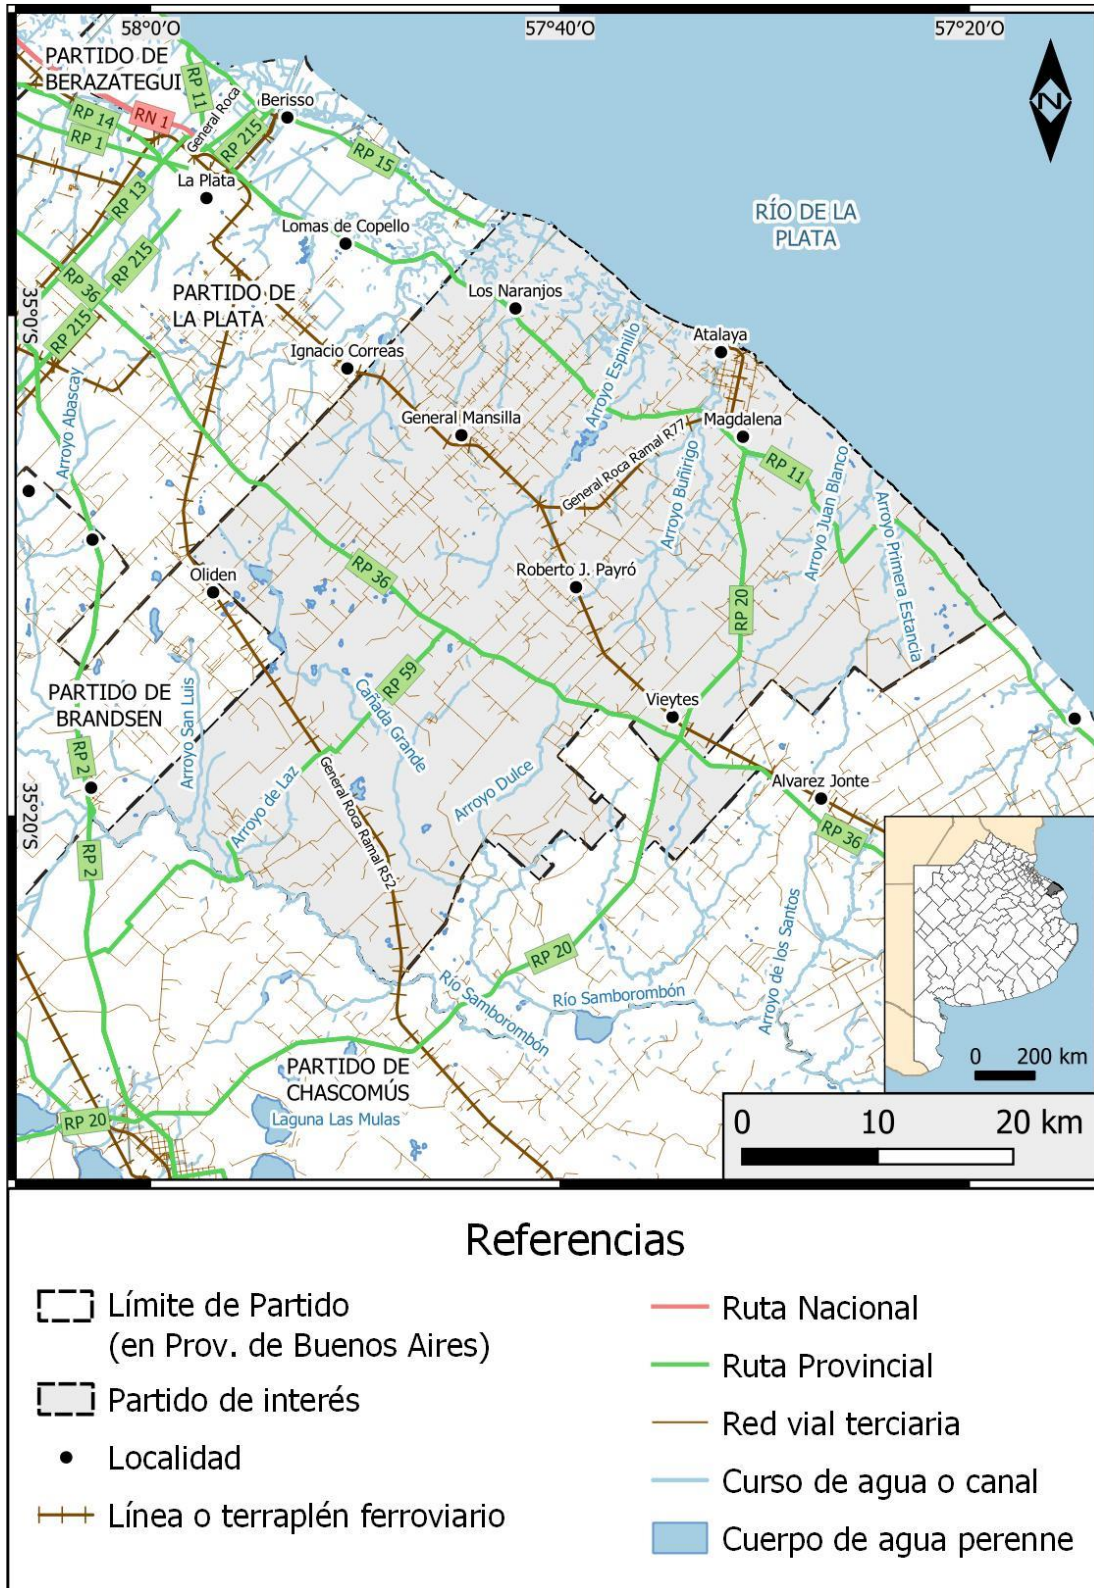 58°0′O
57°40′O
57°20′O
PARTIDO DE
BERAZATEGUI
RP 11
General Roca
Berisso
RP 14
RN 1
RP 1
RP 215
RP 15
N
La Plata
RP 13
Lomas de Copello
RÍO DE LA
PLATA
RP 215
RP 36
PARTIDO DE
LA PLATA
Los Naranjos
35°0′S
RP 215
Ignacio Correas
Atalaya
Arroyo Espinillo
Arroyo Abascay
General Mansilla
Magdalena
General Roca Ramal R77
RP 11
Arroyo Buñirigo
Arroyo Juan Blanco
Arroyo Primera Estancia
Oliden
RP 36
Roberto J. Payró
RP 20
RP 59
PARTIDO DE
BRANDSEN
Arroyo San Luis
Cañada Grande
Vieytes
RP 2
Arroyo de Laz
General Roca Ramal R52
Arroyo Dulce
Alvarez Jonte
35°20′S
RP 2
RP 36
Arroyo de los Santos
RP 20
Río Samborombón
Río Samborombón
PARTIDO DE
CHASCOMÚS
Laguna Las Mulas
RP 20
0 200 km
0 10 20 km
Referencias
Límite de Partido
(en Prov. de Buenos Aires)
Partido de interés
Localidad
Línea o terraplén ferroviario
Ruta Nacional
Ruta Provincial
Red vial terciaria
Curso de agua o canal
Cuerpo de agua perenne